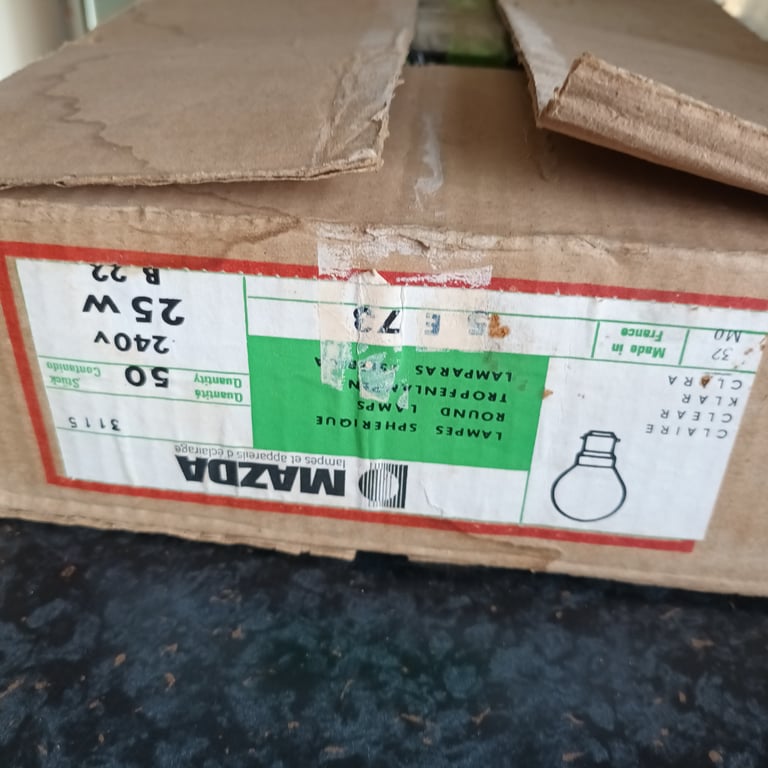 MAZDA
lampes et appareils d'éclairage
3115
Quantité
Quantity 50
Stück
Contenido
240v
25 W
B 22
LAMPES SPHERIQUE
ROUND LAMPS
TROPFENLA
LAMPARAS
5 E 73
CLAIRE
CLEAR
KLAR
CLARA
Made in
France
32
MO